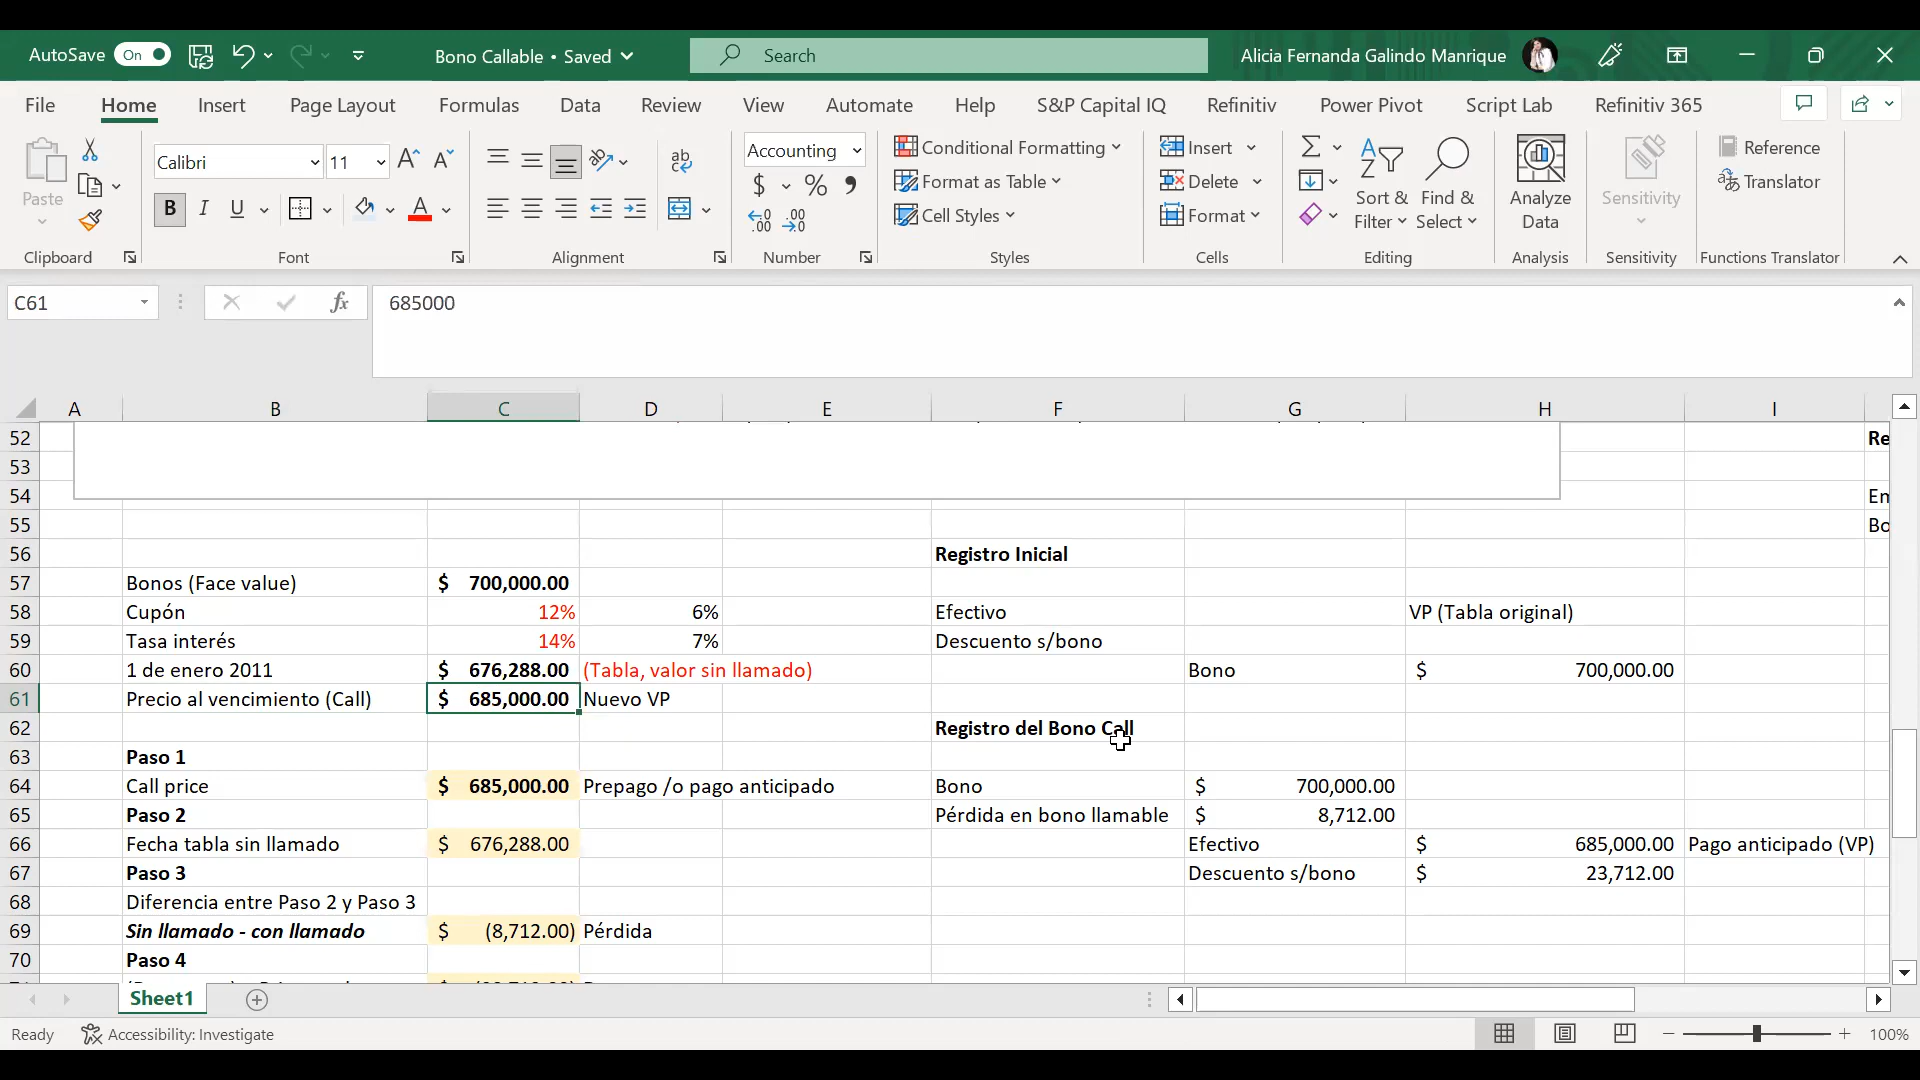 AutoSave On Bono Callable • Saved Search Alicia Fernanda Galindo Manrique
File Home Insert Page Layout Formulas Data Review View Automate Help S&P Capital IQ Refinitiv Power Pivot Script Lab Refinitiv 365
Paste Calibri 11 Accounting Conditional Formatting Insert Sort & Filter Find & Select Analyze Data Sensitivity Reference
Format as Table Delete Translator
B I U $ % Cell Styles Format
Clipboard Font Alignment Number Styles Cells Editing Analysis Sensitivity Functions Translator
C61 fx 685000
A B C D E F G H I
52 Re
53
54 En
55 Bo
56 Registro Inicial
57 Bonos (Face value) $ 700,000.00
58 Cupón 12% 6% Efectivo VP (Tabla original)
59 Tasa interés 14% 7% Descuento s/bono
60 1 de enero 2011 $ 676,288.00 (Tabla, valor sin llamado) Bono $ 700,000.00
61 Precio al vencimiento (Call) $ 685,000.00 Nuevo VP
62 Registro del Bono Call
63 Paso 1
64 Call price $ 685,000.00 Prepago /o pago anticipado Bono $ 700,000.00
65 Paso 2 Pérdida en bono llamable $ 8,712.00
66 Fecha tabla sin llamado $ 676,288.00 Efectivo $ 685,000.00 Pago anticipado (VP)
67 Paso 3 Descuento s/bono $ 23,712.00
68 Diferencia entre Paso 2 y Paso 3
69 Sin llamado - con llamado $ (8,712.00) Pérdida
70 Paso 4
Sheet1
Ready Accessibility: Investigate 100%